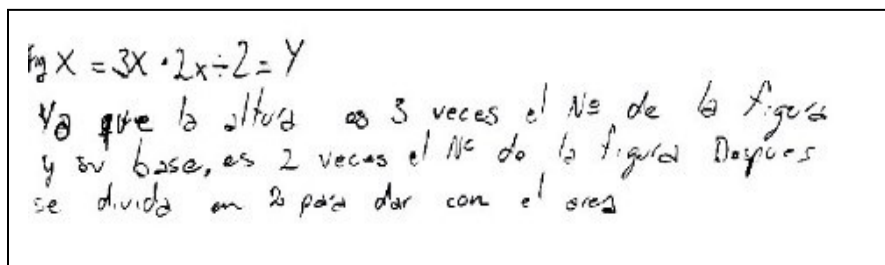 Fig X = 3X · 2x ÷ 2 = Y
Ya que la altura es 3 veces el Nº de la figura
y su base, es 2 veces el Nº de la figura Despues
se divida en 2 para dar con el area